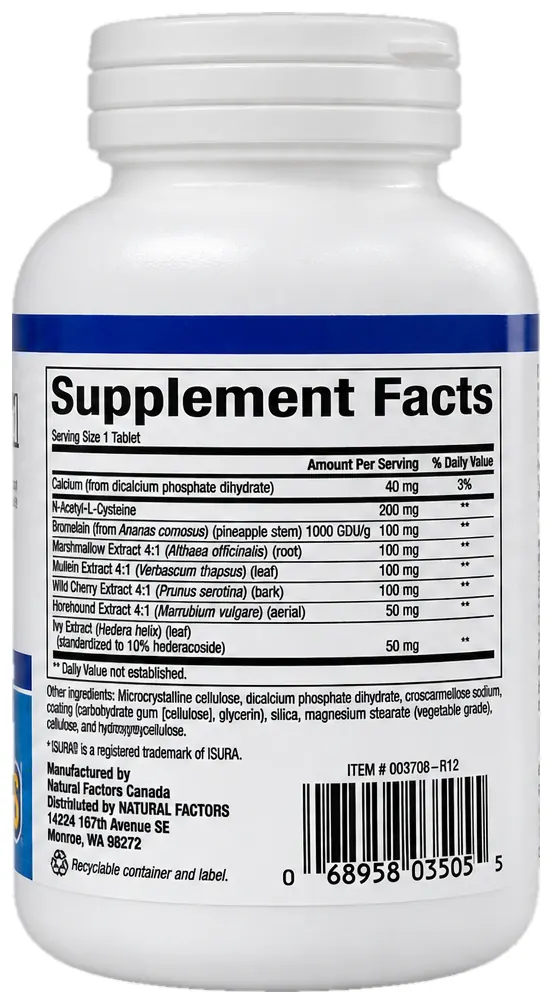 Supplement Facts
Serving Size 1 Tablet
Amount Per Serving % Daily Value
Calcium (from dicalcium phosphate dihydrate) 40 mg 3%
N-Acetyl-L-Cysteine 200 mg **
Bromelain (from Ananas comosus) (pineapple stem) 1000 GDU/g 100 mg **
Marshmallow Extract 4:1 (Althaea officinalis) (root) 100 mg **
Mullein Extract 4:1 (Verbascum thapsus) (leaf) 100 mg **
Wild Cherry Extract 4:1 (Prunus serotina) (bark) 100 mg **
Horehound Extract 4:1 (Marrubium vulgare) (aerial) 50 mg **
Ivy Extract (Hedera helix) (leaf)
(standardized to 10% hederacoside) 50 mg **
** Daily Value not established.
Other ingredients: Microcrystalline cellulose, dicalcium phosphate dihydrate, croscarmellose sodium,
coating (carbohydrate gum [cellulose], glycerin), silica, magnesium stearate (vegetable grade),
cellulose, and
*ISURA® is a registered trademark of ISURA.
Manufactured by
Natural Factors Canada
Distributed by NATURAL FACTORS
14224 167th Avenue SE
Monroe, WA 98272
Recyclable container and label.
ITEM # 003708-R12
0 68958 03505 5